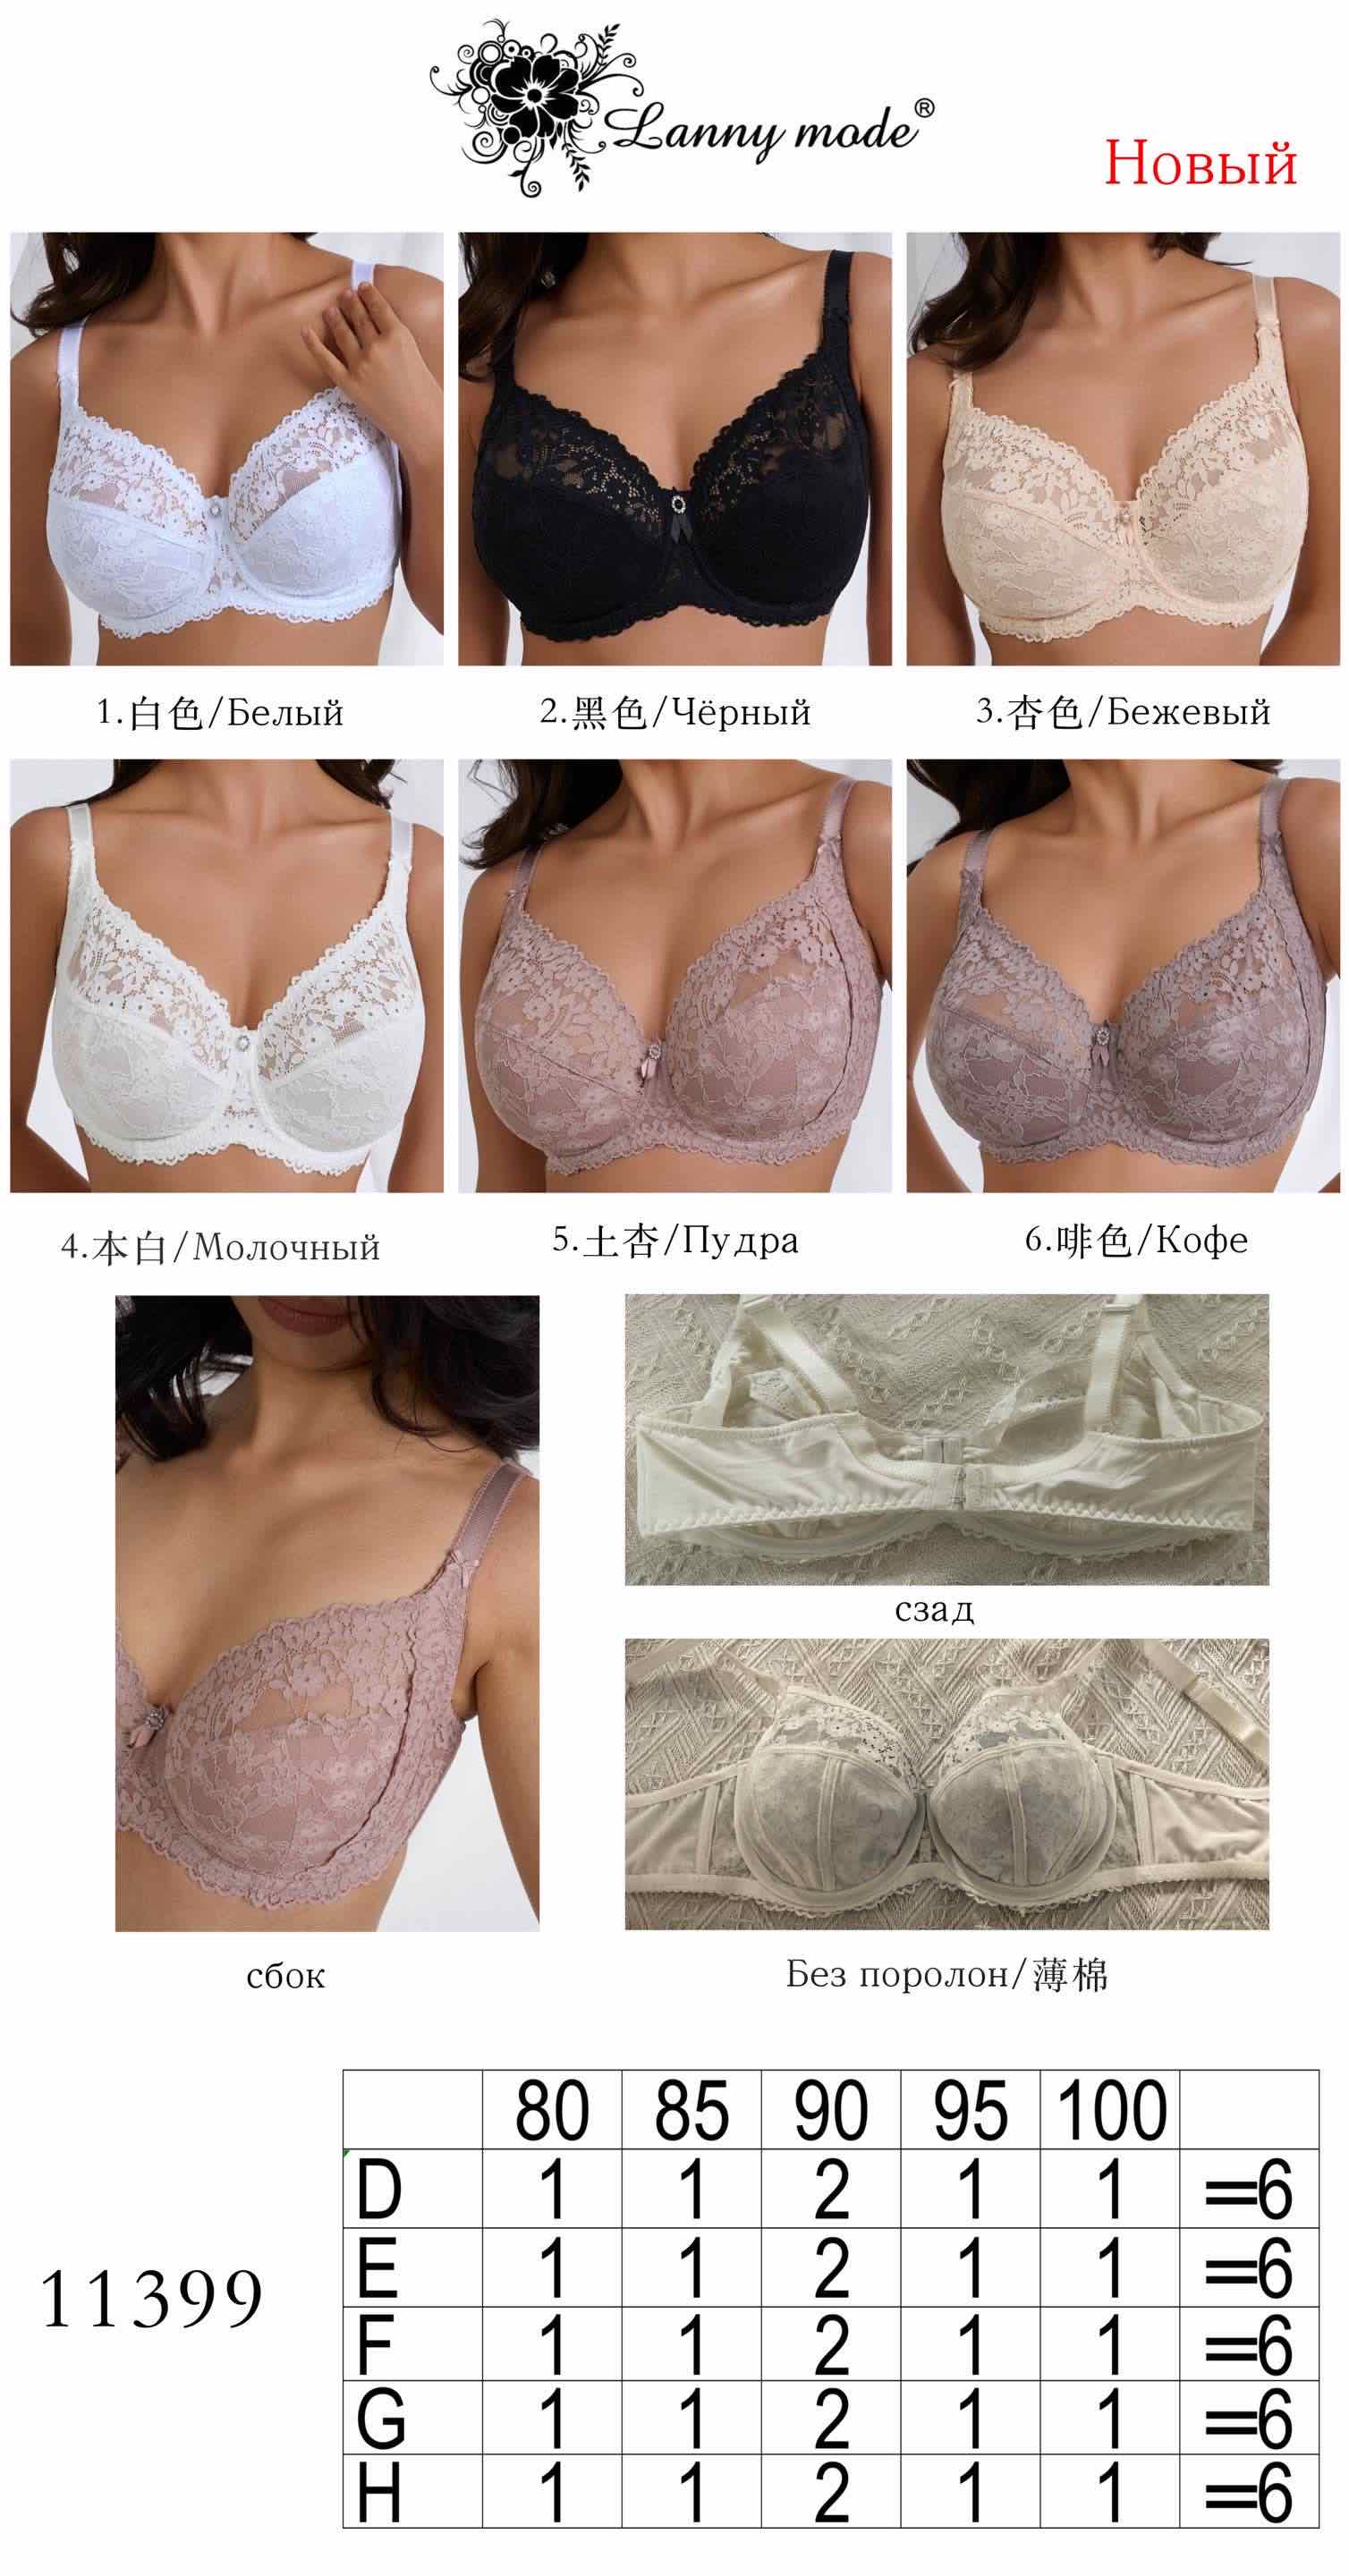 Lanny mode®
Новый
1.白色/Белый
2.黑色/Чёрный
3.杏色/Бежевый
4.本白/Молочный
5.土杏/Пудра
6.啡色/Кофе
сзад
сбок
Без поролон/薄棉
80 85 90 95 100
D 1 1 2 1 1 =6
E 1 1 2 1 1 =6
11399
F 1 1 2 1 1 =6
G 1 1 2 1 1 =6
H 1 1 2 1 1 =6